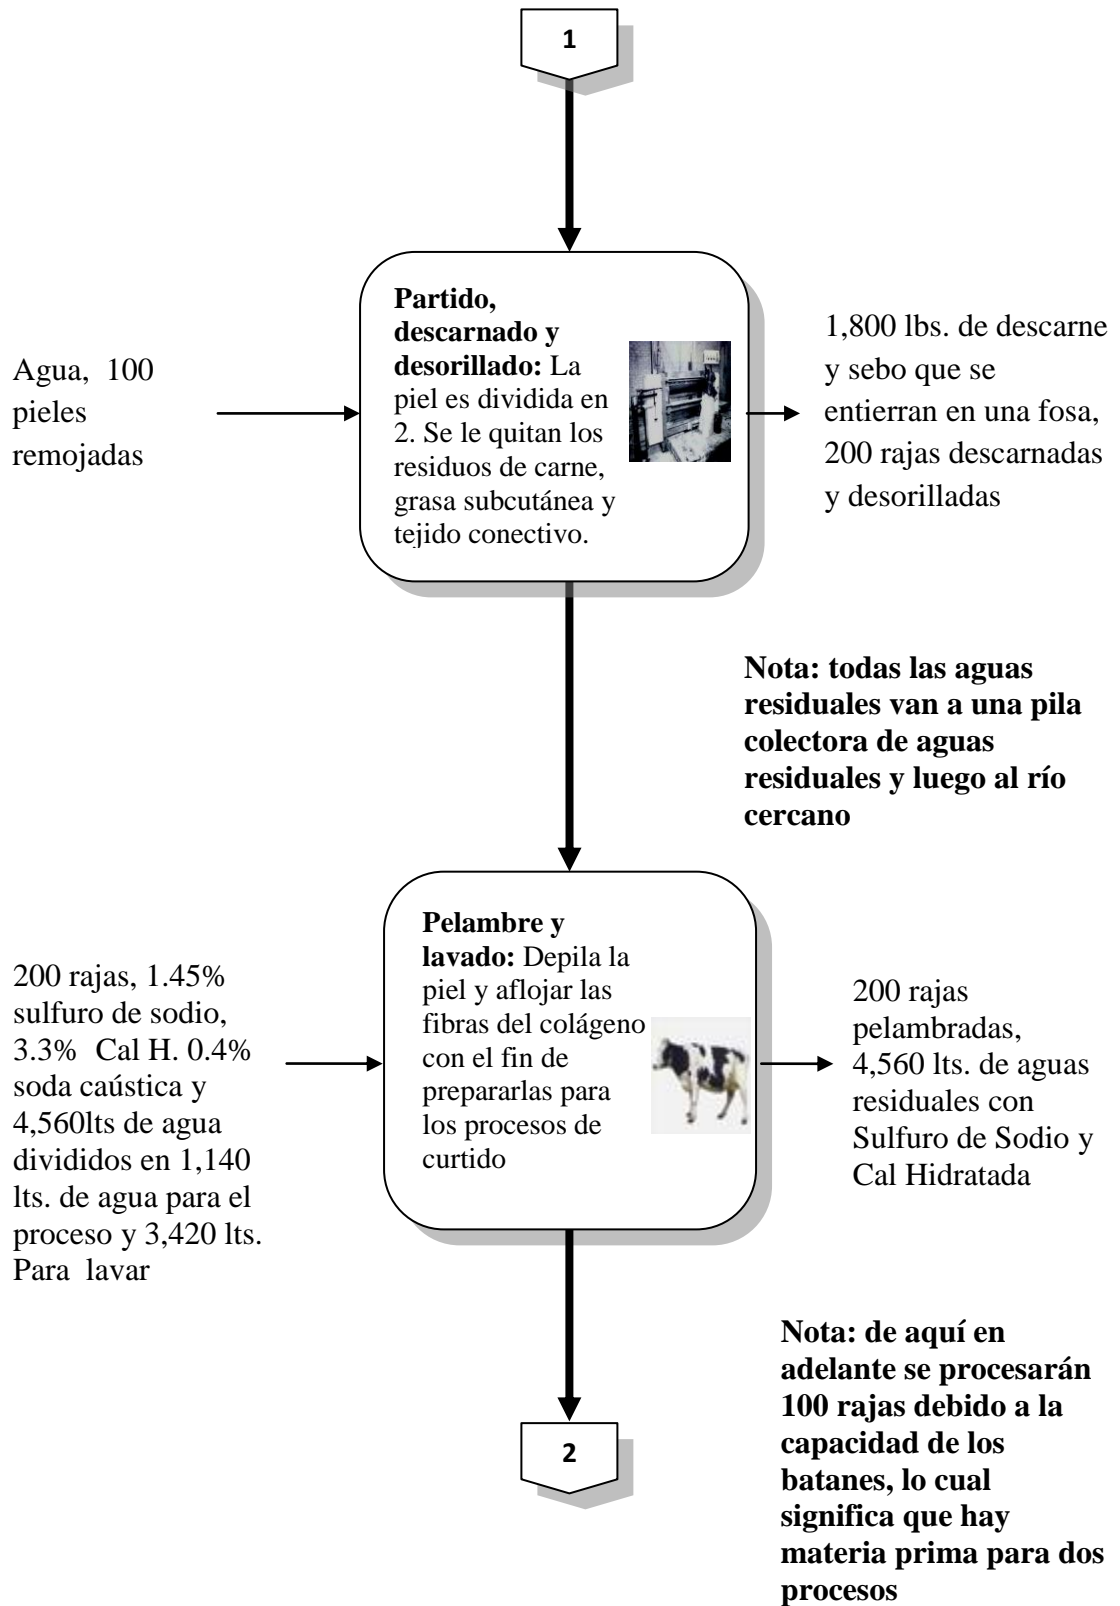 1
Partido,
descarnado y
desorillado: La
piel es dividida en
2. Se le quitan los
residuos de carne,
grasa subcutánea y
tejido conectivo.
Agua, 100
pieles
remojadas
1,800 lbs. de descarne
y sebo que se
entierran en una fosa,
200 rajas descarnadas
y desorilladas
Nota: todas las aguas
residuales van a una pila
colectora de aguas
residuales y luego al río
cercano
Pelambre y
lavado: Depila la
piel y aflojar las
fibras del colágeno
con el fin de
prepararlas para
los procesos de
curtido
200 rajas, 1.45%
sulfuro de sodio,
3.3% Cal H. 0.4%
soda caústica y
4,560lts de agua
divididos en 1,140
lts. de agua para el
proceso y 3,420 lts.
Para lavar
200 rajas
pelambradas,
4,560 lts. de aguas
residuales con
Sulfuro de Sodio y
Cal Hidratada
Nota: de aquí en
adelante se procesarán
100 rajas debido a la
capacidad de los
batanes, lo cual
significa que hay
materia prima para dos
procesos
2